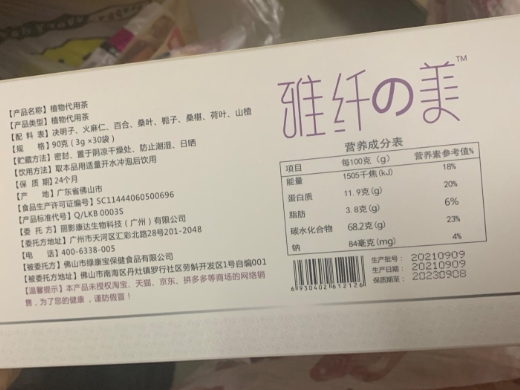 【产品名称】植物代用茶
【产品类型】植物代用茶
【配 料 表】决明子、火麻仁、百合、桑叶、栀子、桑椹、荷叶、山楂
【规 格】90克(3g×30袋)
【贮藏方法】密封,置于阴凉干燥处、防止潮湿、日晒
【饮用方法】取本品用适量开水冲泡后饮用
【保 质 期】24个月
【产 地】广东省佛山市
【食品生产许可证编号】SC11444060500696
【产品标准代号】Q/LKB 0003S
【委 托 方】丽影康达生物科技(广州)有限公司
【委托方地址】广州市天河区汇彩北路28号201-2048
【电 话】400-6338-005
【被委托方】佛山市绿康宝保健食品有限公司
【被委托方地址】佛山市南海区丹灶镇罗行社区劳斛开发区1号
【温馨提示】本产品未授权淘宝、天猫、京东、拼多多等商场的网络销
售,为了您的健康,谨防假冒!
雅纤の美™
营养成分表
项目 每100克(g) 营养素参考值%
能量 1505千焦(kJ) 18%
蛋白质 11.9克(g) 20%
脂肪 3.8克(g) 6%
碳水化合物 68.2克(g) 23%
钠 84毫克(mg) 4%
6930402612126
生产批号:20210909
生产日期:20210909
保质期至:20230908